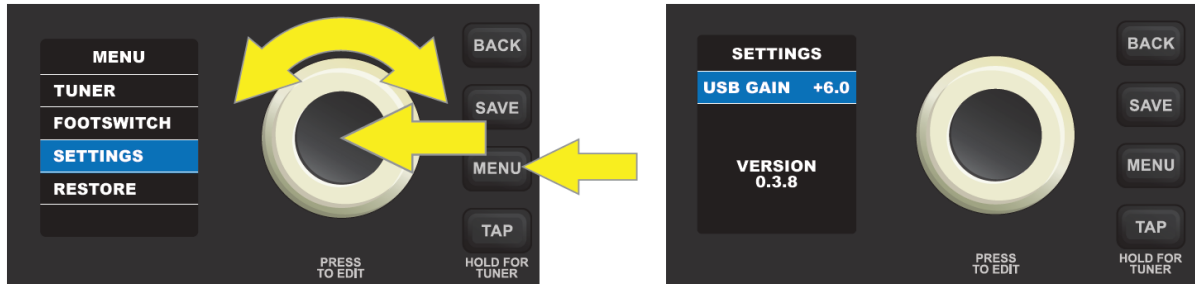 MENU
TUNER
FOOTSWITCH
SETTINGS
RESTORE
BACK
SAVE
MENU
TAP
PRESS
TO EDIT
HOLD FOR
TUNER
SETTINGS
USB GAIN +6.0
VERSION
0.3.8
BACK
SAVE
MENU
TAP
PRESS
TO EDIT
HOLD FOR
TUNER